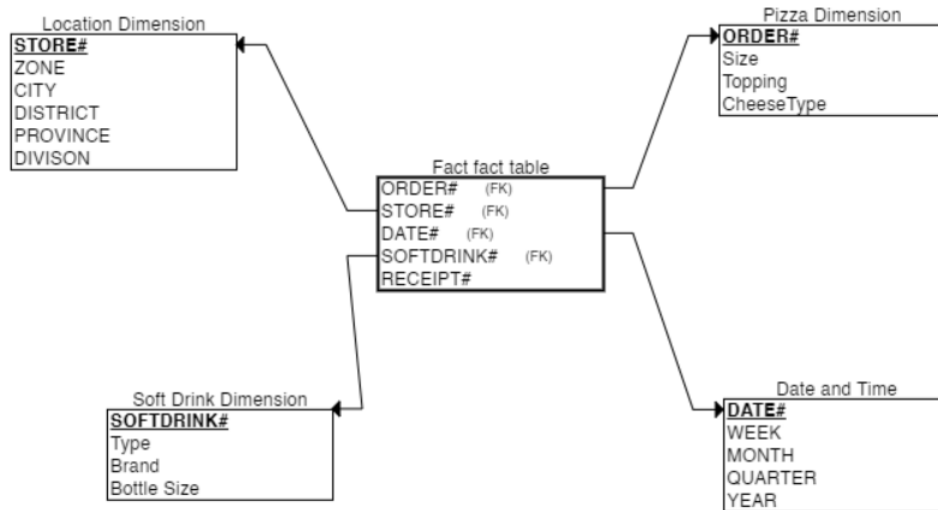 Location Dimension
STORE#
ZONE
CITY
DISTRICT
PROVINCE
DIVISON
Pizza Dimension
ORDER#
Size
Topping
CheeseType
Fact fact table
ORDER# (FK)
STORE# (FK)
DATE# (FK)
SOFTDRINK# (FK)
RECEIPT#
Soft Drink Dimension
SOFTDRINK#
Type
Brand
Bottle Size
Date and Time
DATE#
WEEK
MONTH
QUARTER
YEAR